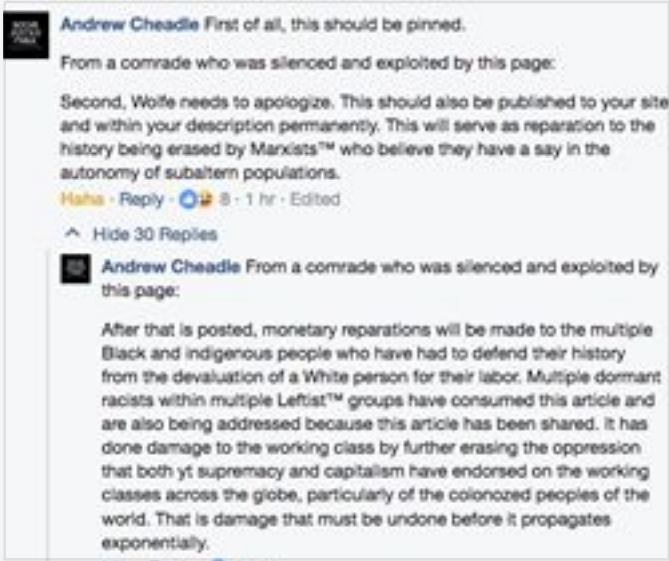 Andrew Cheadle First of all, this should be pinned.
From a comrade who was silenced and exploited by this page:
Second, Wolfe needs to apologize. This should also be published to your site
and within your description permanently. This will serve as reparation to the
history being erased by Marxists™ who believe they have a say in the
autonomy of subaltern populations.
Haha · Reply · 8 · 1 hr · Edited
Hide 30 Replies
Andrew Cheadle From a comrade who was silenced and exploited by
this page:
After that is posted, monetary reparations will be made to the multiple
Black and indigenous people who have had to defend their history
from the devaluation of a White person for their labor. Multiple dormant
racists within multiple Leftist™ groups have consumed this article and
are also being addressed because this article has been shared. It has
done damage to the working class by further erasing the oppression
that both yt supremacy and capitalism have endorsed on the working
classes across the globe, particularly of the colonozed peoples of the
world. That is damage that must be undone before it propagates
exponentially.